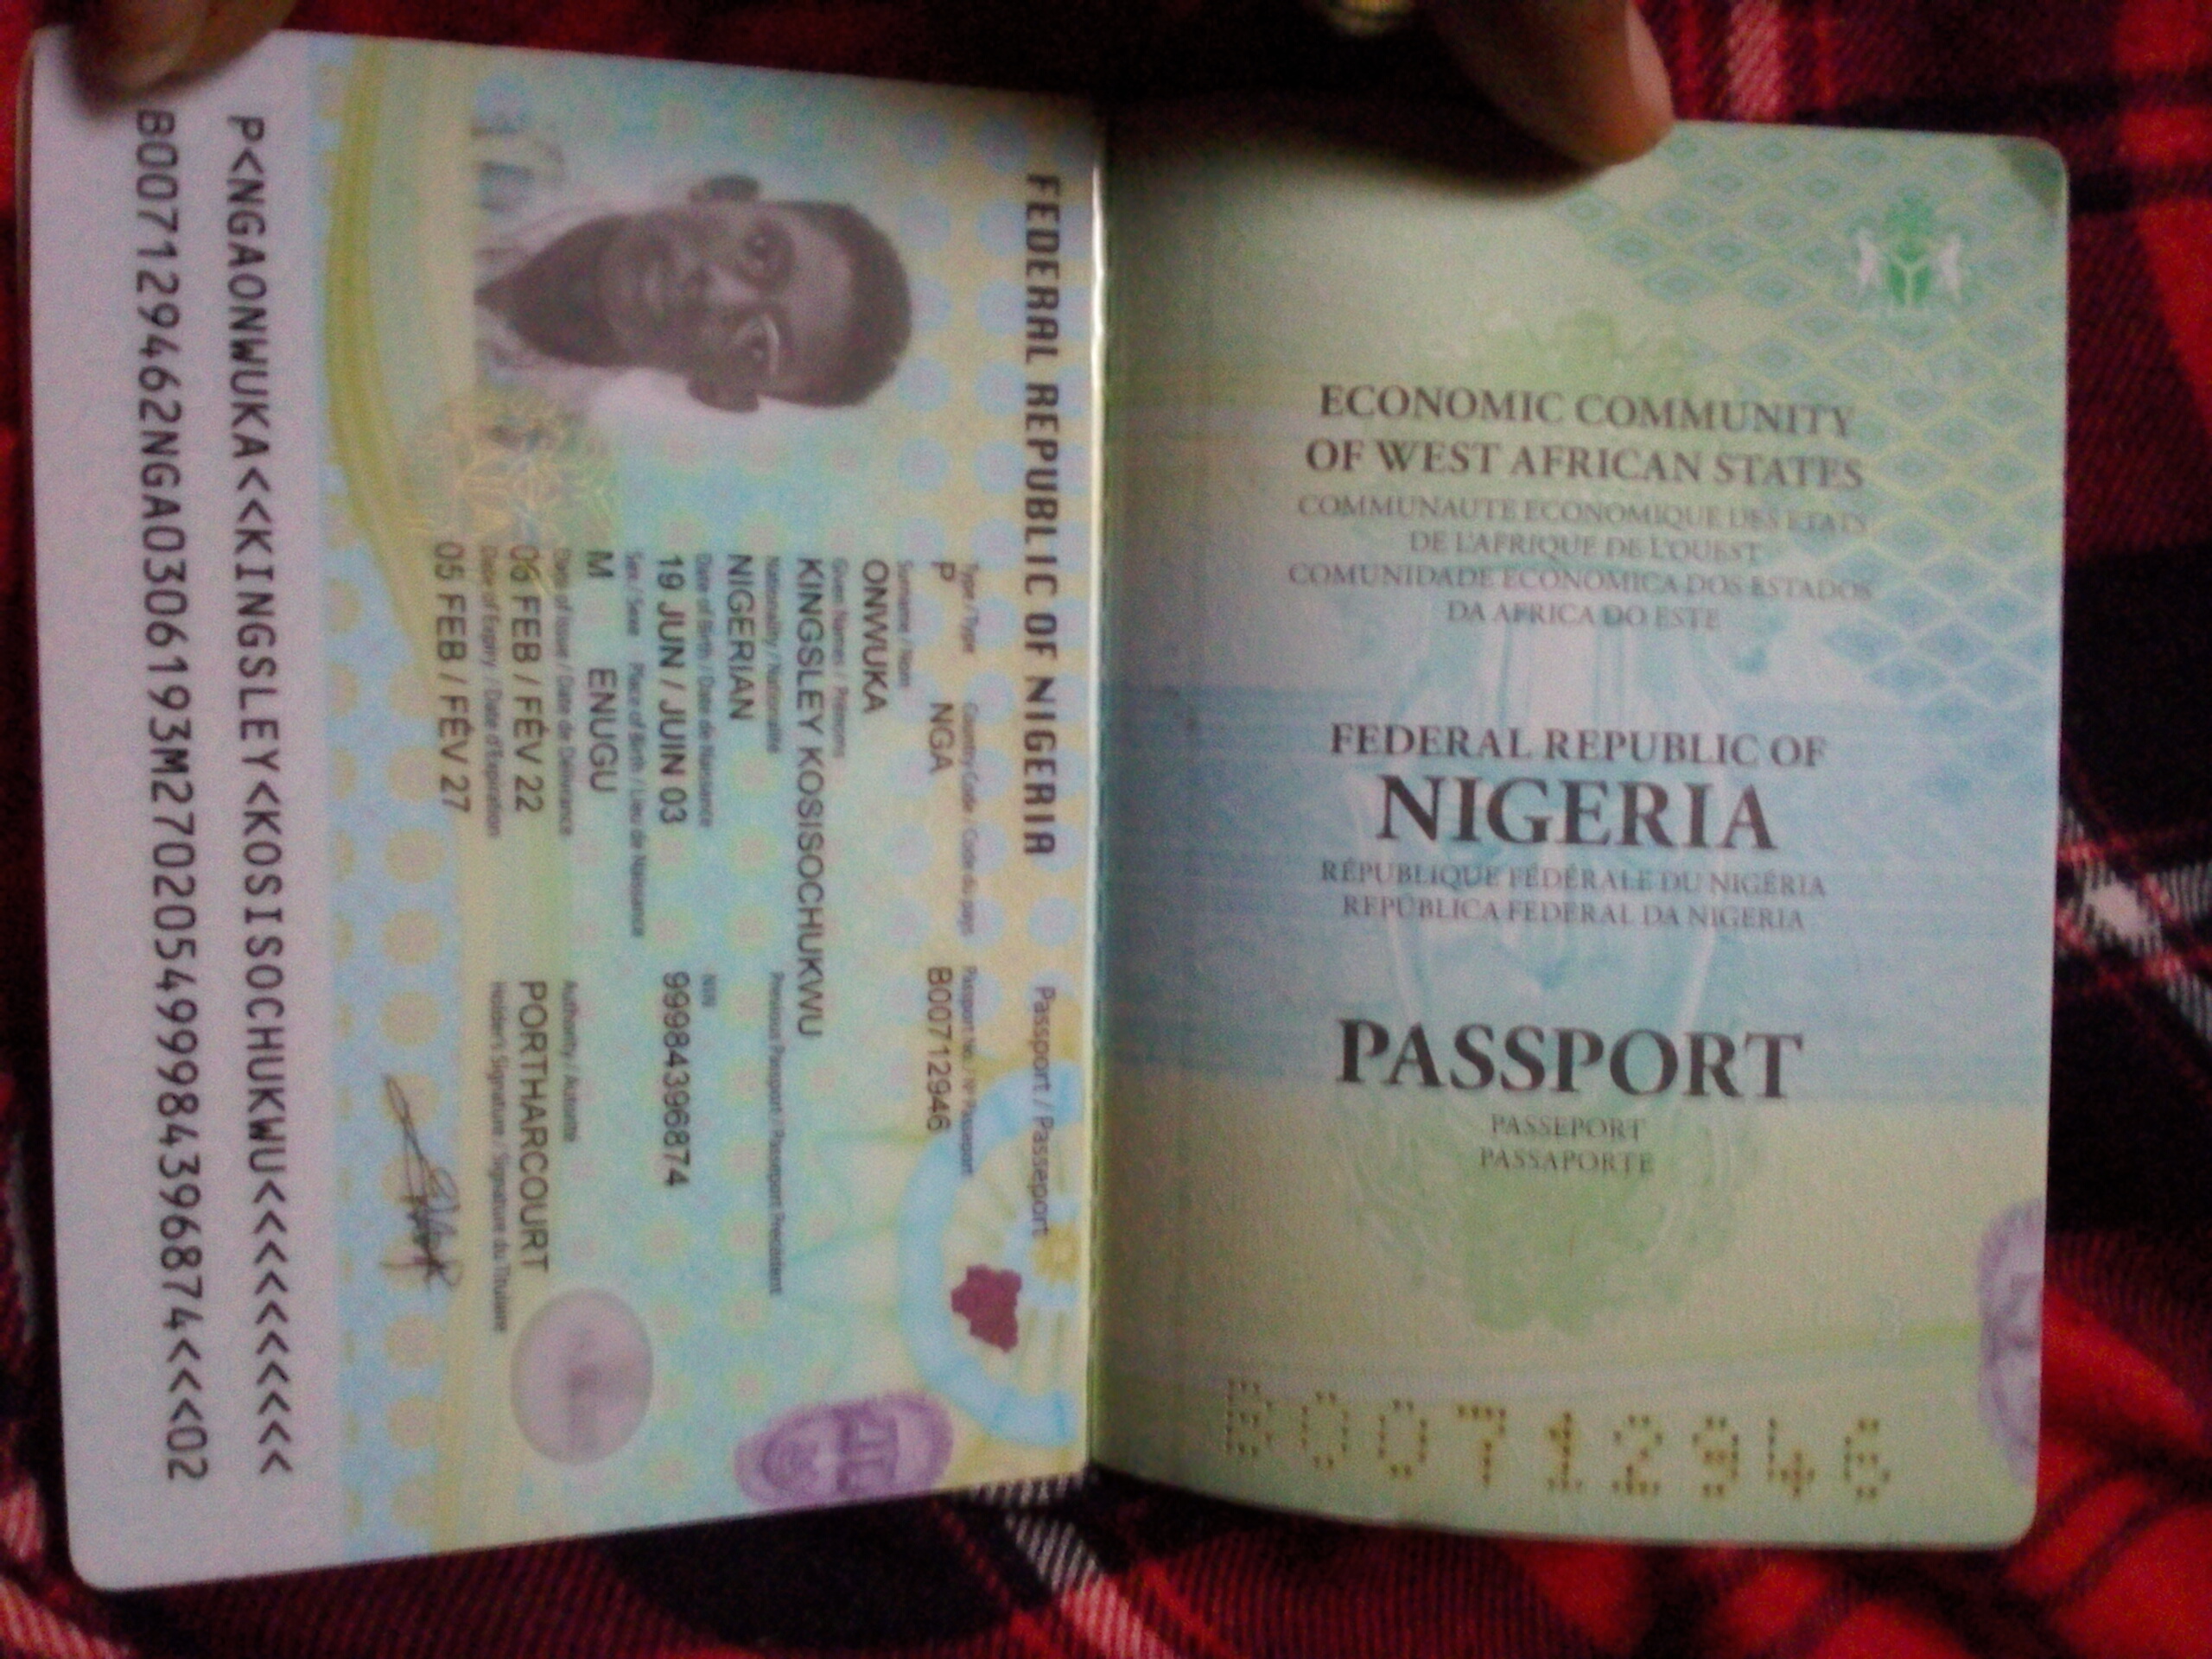 FEDERAL REPUBLIC OF NIGERIA
Passport / Passeport
Type / Type
Country Code / Code du pays
Passport No. / Nº Passeport
P
NGA
B00712946
Surname / Nom
ONWUKA
Given Names / Prénoms
KINGSLEY KOSISOCHUKWU
Nationality / Nationalité
Previous Passport / Passeport Précédent
NIGERIAN
Date of Birth / Date de Naissance
NIN
19 JUN / JUIN 03
99984396874
Sex / Sexe
Place of Birth / Lieu de Naissance
M
ENUGU
Date of Issue / Date de Délivrance
Authority / Autorité
06 FEB / FÉV 22
PORTHARCOURT
Date of Expiry / Date d'Expiration
Holder's Signature / Signature du Titulaire
05 FEB / FÉV 27
P<NGAONWUKA<<KINGSLEY<KOSISOCHUKWU<<<<<<<<<<
B007129462NGA0306193M270205499984396874<<<02
ECONOMIC COMMUNITY
OF WEST AFRICAN STATES
COMMUNAUTE ECONOMIQUE DES ETATS
DE L'AFRIQUE DE L'OUEST
COMUNIDADE ECONOMICA DOS ESTADOS
DA AFRICA DO ESTE
FEDERAL REPUBLIC OF
NIGERIA
RÉPUBLIQUE FÉDÉRALE DU NIGÉRIA
REPÚBLICA FEDERAL DA NIGERIA
PASSPORT
PASSEPORT
PASSAPORTE
B00712946